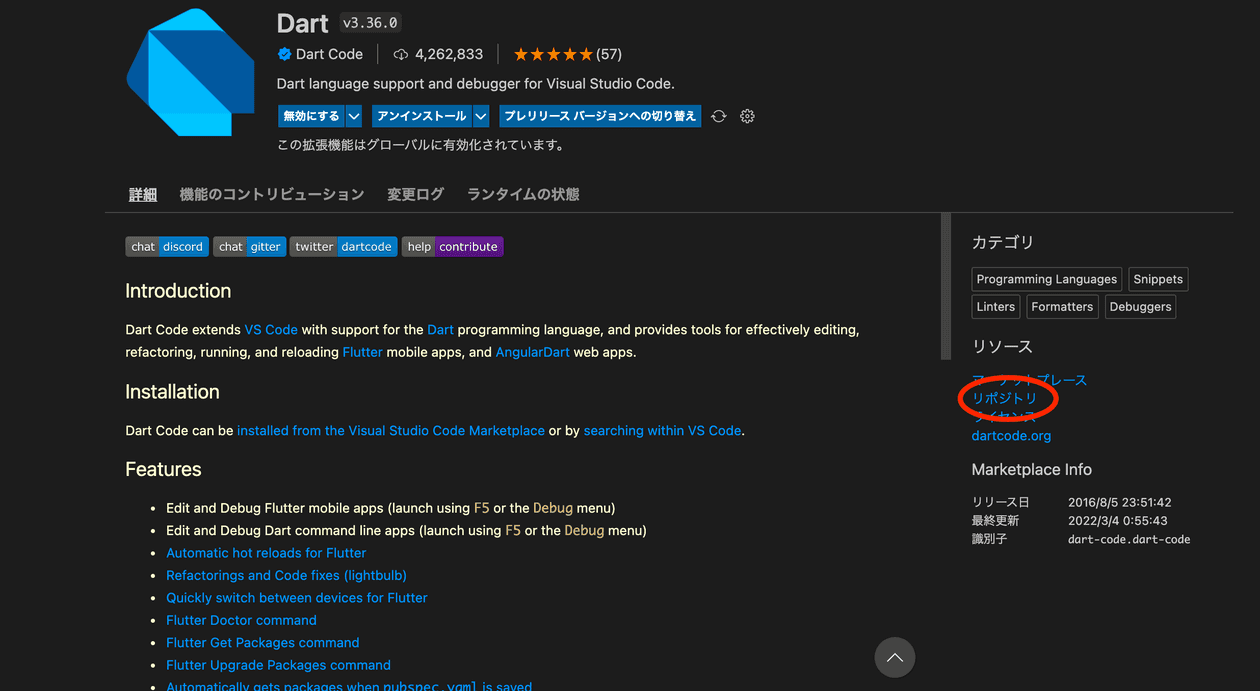 Dart v3.36.0
Dart Code 4,262,833 (57)
Dart language support and debugger for Visual Studio Code.
無効にする アンインストール プレリリース バージョンへの切り替え
この拡張機能はグローバルに有効化されています。
詳細 機能のコントリビューション 変更ログ ランタイムの状態
chat discord chat gitter twitter dartcode help contribute
Introduction
Dart Code extends VS Code with support for the Dart programming language, and provides tools for effectively editing,
refactoring, running, and reloading Flutter mobile apps, and AngularDart web apps.
Installation
Dart Code can be installed from the Visual Studio Code Marketplace or by searching within VS Code.
Features
Edit and Debug Flutter mobile apps (launch using F5 or the Debug menu)
Edit and Debug Dart command line apps (launch using F5 or the Debug menu)
Automatic hot reloads for Flutter
Refactorings and Code fixes (lightbulb)
Quickly switch between devices for Flutter
Flutter Doctor command
Flutter Get Packages command
Flutter Upgrade Packages command
Automatically gets packages when pubspec.yaml is saved
カテゴリ
Programming Languages Snippets
Linters Formatters Debuggers
リソース
マーケットプレース
リポジトリ
ライセンス
dartcode.org
Marketplace Info
リリース日 2016/8/5 23:51:42
最終更新 2022/3/4 0:55:43
識別子 dart-code.dart-code